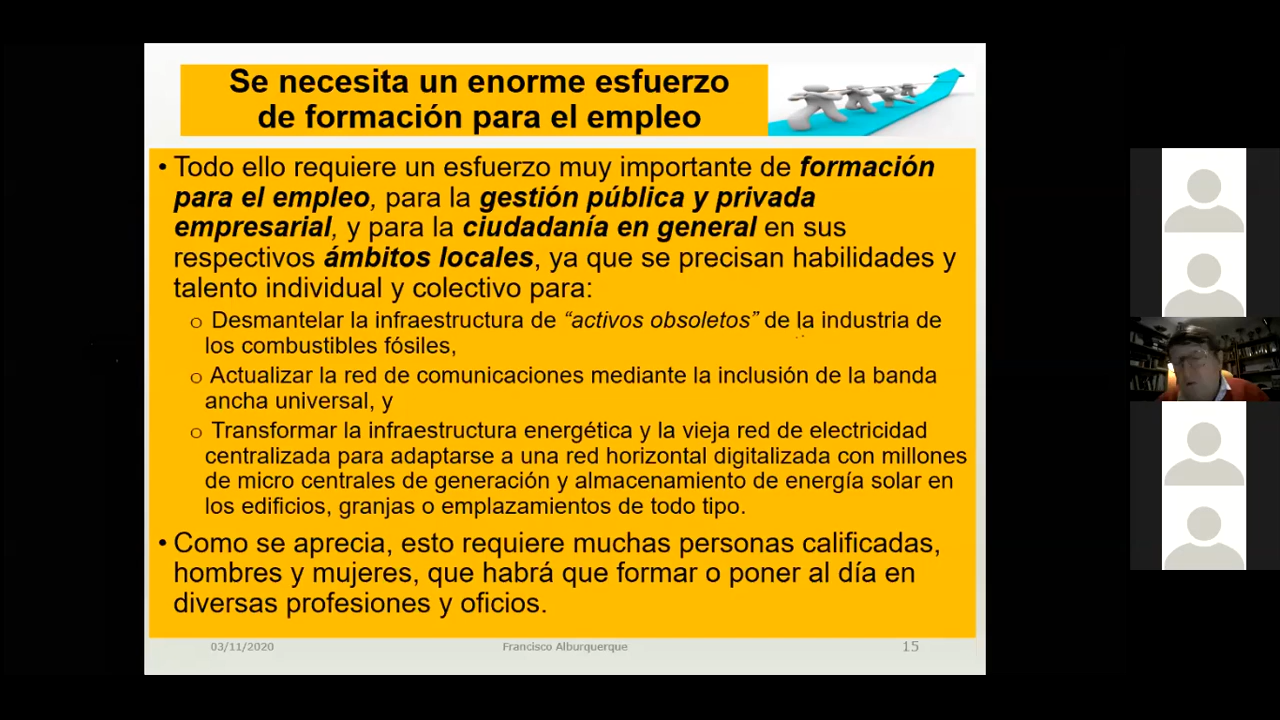 Se necesita un enorme esfuerzo
de formación para el empleo
• Todo ello requiere un esfuerzo muy importante de formación
para el empleo, para la gestión pública y privada
empresarial, y para la ciudadanía en general en sus
respectivos ámbitos locales, ya que se precisan habilidades y
talento individual y colectivo para:
o Desmantelar la infraestructura de “activos obsoletos” de la industria de
los combustibles fósiles,
o Actualizar la red de comunicaciones mediante la inclusión de la banda
ancha universal, y
o Transformar la infraestructura energética y la vieja red de electricidad
centralizada para adaptarse a una red horizontal digitalizada con millones
de micro centrales de generación y almacenamiento de energía solar en
los edificios, granjas o emplazamientos de todo tipo.
• Como se aprecia, esto requiere muchas personas calificadas,
hombres y mujeres, que habrá que formar o poner al día en
diversas profesiones y oficios.
03/11/2020
Francisco Alburquerque
15